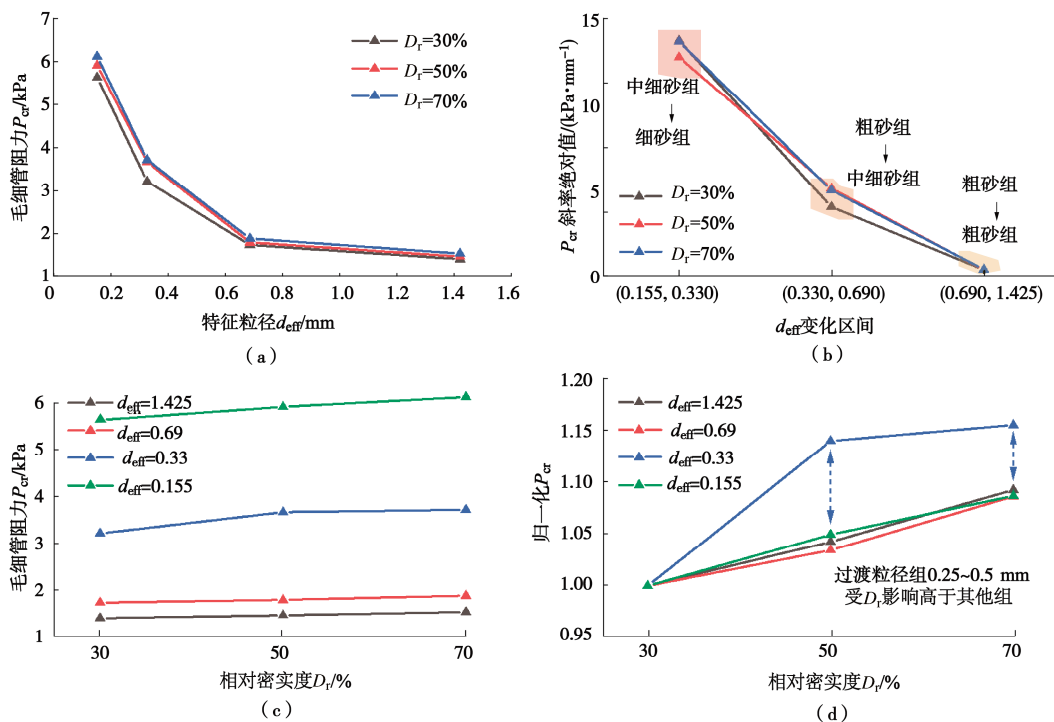 毛细管阻力Pcr/kPa
7
6
5
4
3
2
1
0
0.2
0.4
0.6
0.8
1.0
1.2
1.4
1.6
Dr=30%
Dr=50%
Dr=70%
特征粒径deff/mm
（a）
Pcr 斜率绝对值/(kPa•mm−1)
15
10
5
0
中细砂组
细砂组
粗砂组
中细砂组
粗砂组
粗砂组
Dr=30%
Dr=50%
Dr=70%
(0.155, 0.330)
(0.330, 0.690)
(0.690, 1.425)
deff变化区间
（b）
毛细管阻力Pcr/kPa
6
5
4
3
2
1
deff=1.425
deff=0.69
deff=0.33
deff=0.155
30
50
70
相对密实度Dr/%
（c）
归一化Pcr
1.20
1.15
1.10
1.05
1.00
0.95
deff=1.425
deff=0.69
deff=0.33
deff=0.155
过渡粒径组0.25~0.5 mm
受Dr影响高于其他组
30
50
70
相对密实度Dr/%
（d）